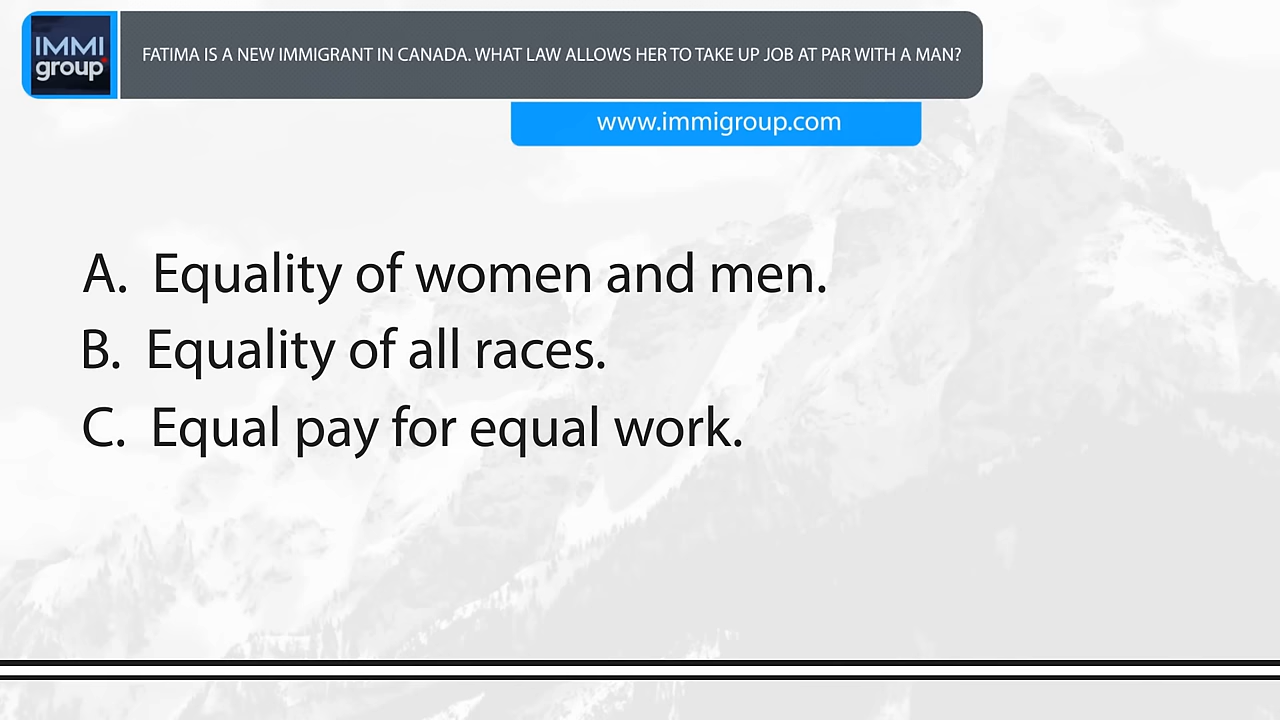 IMMI
group
FATIMA IS A NEW IMMIGRANT IN CANADA. WHAT LAW ALLOWS HER TO TAKE UP JOB AT PAR WITH A MAN?
www.immigroup.com
A. Equality of women and men.
B. Equality of all races.
C. Equal pay for equal work.